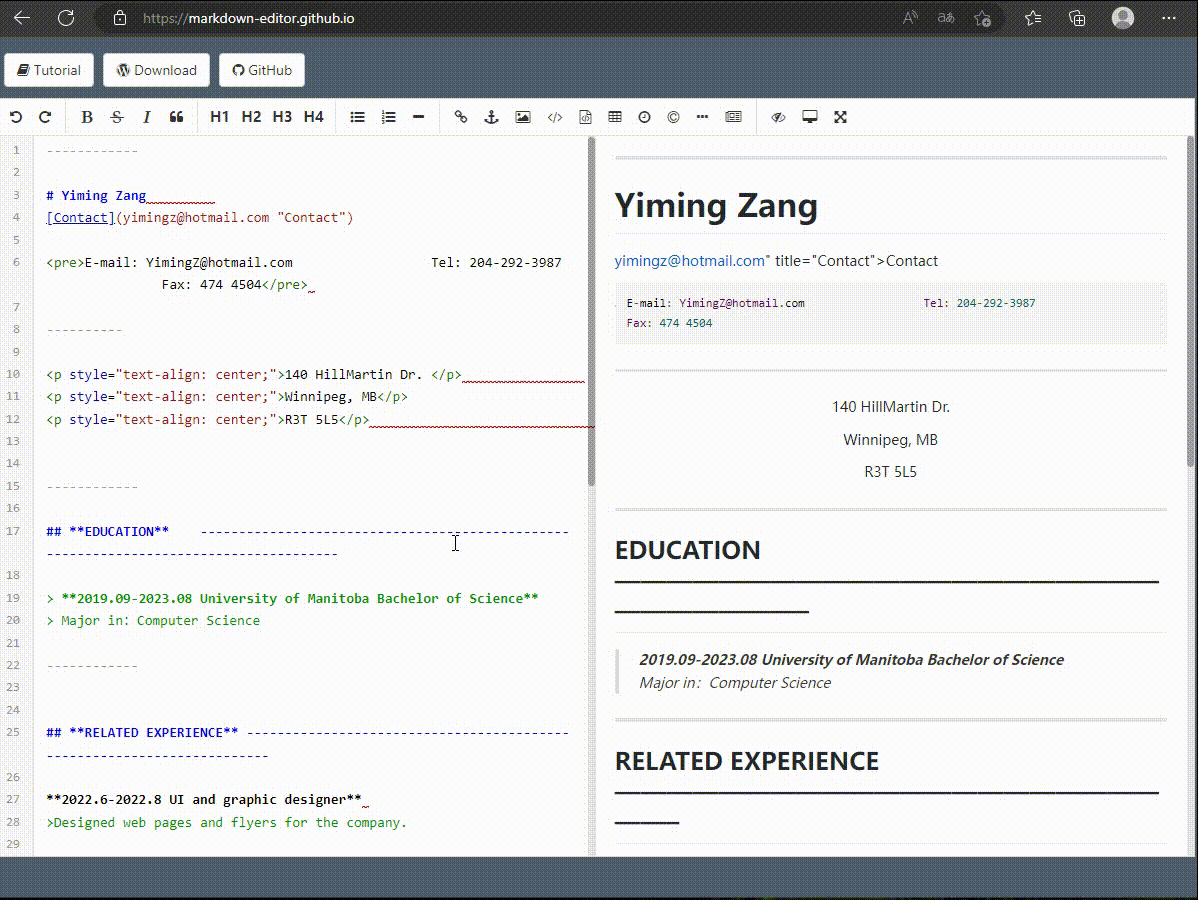 https://markdown-editor.github.io
Tutorial Download GitHub
B S I H1 H2 H3 H4
1 ------------
2
3 # Yiming Zang
4 [Contact](yimingz@hotmail.com "Contact")
5
6 <pre>E-mail: YimingZ@hotmail.com Tel: 204-292-3987
Fax: 474 4504</pre>
7
8 ----------
9
10 <p style="text-align: center;">140 HillMartin Dr. </p>
11 <p style="text-align: center;">Winnipeg, MB</p>
12 <p style="text-align: center;">R3T 5L5</p>
13
14
15 ------------
16
17 ## **EDUCATION** ------------------------------------------------
--------------------------------------
18
19 > **2019.09-2023.08 University of Manitoba Bachelor of Science**
20 > Major in: Computer Science
21
22 ------------
23
24
25 ## **RELATED EXPERIENCE** ------------------------------------------
-----------------------------
26
27 **2022.6-2022.8 UI and graphic designer**
28 >Designed web pages and flyers for the company.
29
Yiming Zang
yimingz@hotmail.com" title="Contact">Contact
E-mail: YimingZ@hotmail.com Tel: 204-292-3987
Fax: 474 4504
140 HillMartin Dr.
Winnipeg, MB
R3T 5L5
EDUCATION
2019.09-2023.08 University of Manitoba Bachelor of Science
Major in: Computer Science
RELATED EXPERIENCE